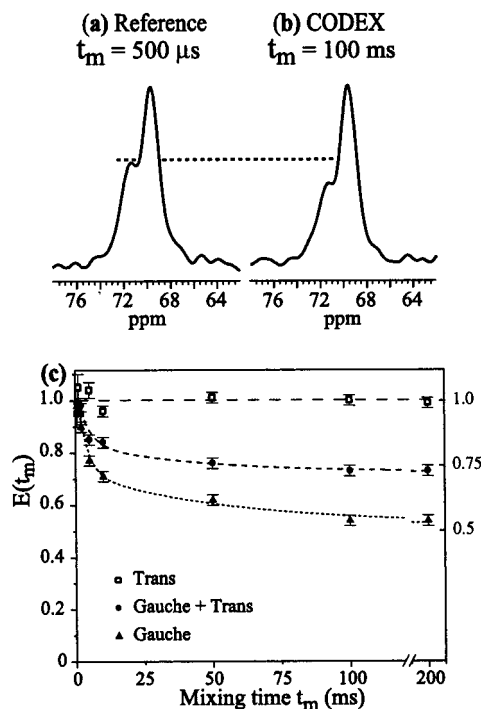 (a) Reference
t_m = 500 μs
(b) CODEX
t_m = 100 ms
76 72 68 64
ppm
76 72 68 64
ppm
(c)
E(t_m)
1.0
0.8
0.6
0.4
0.2
0
1.0
0.75
0.5
Trans
Gauche + Trans
Gauche
0 50 100 200
Mixing time t_m (ms)